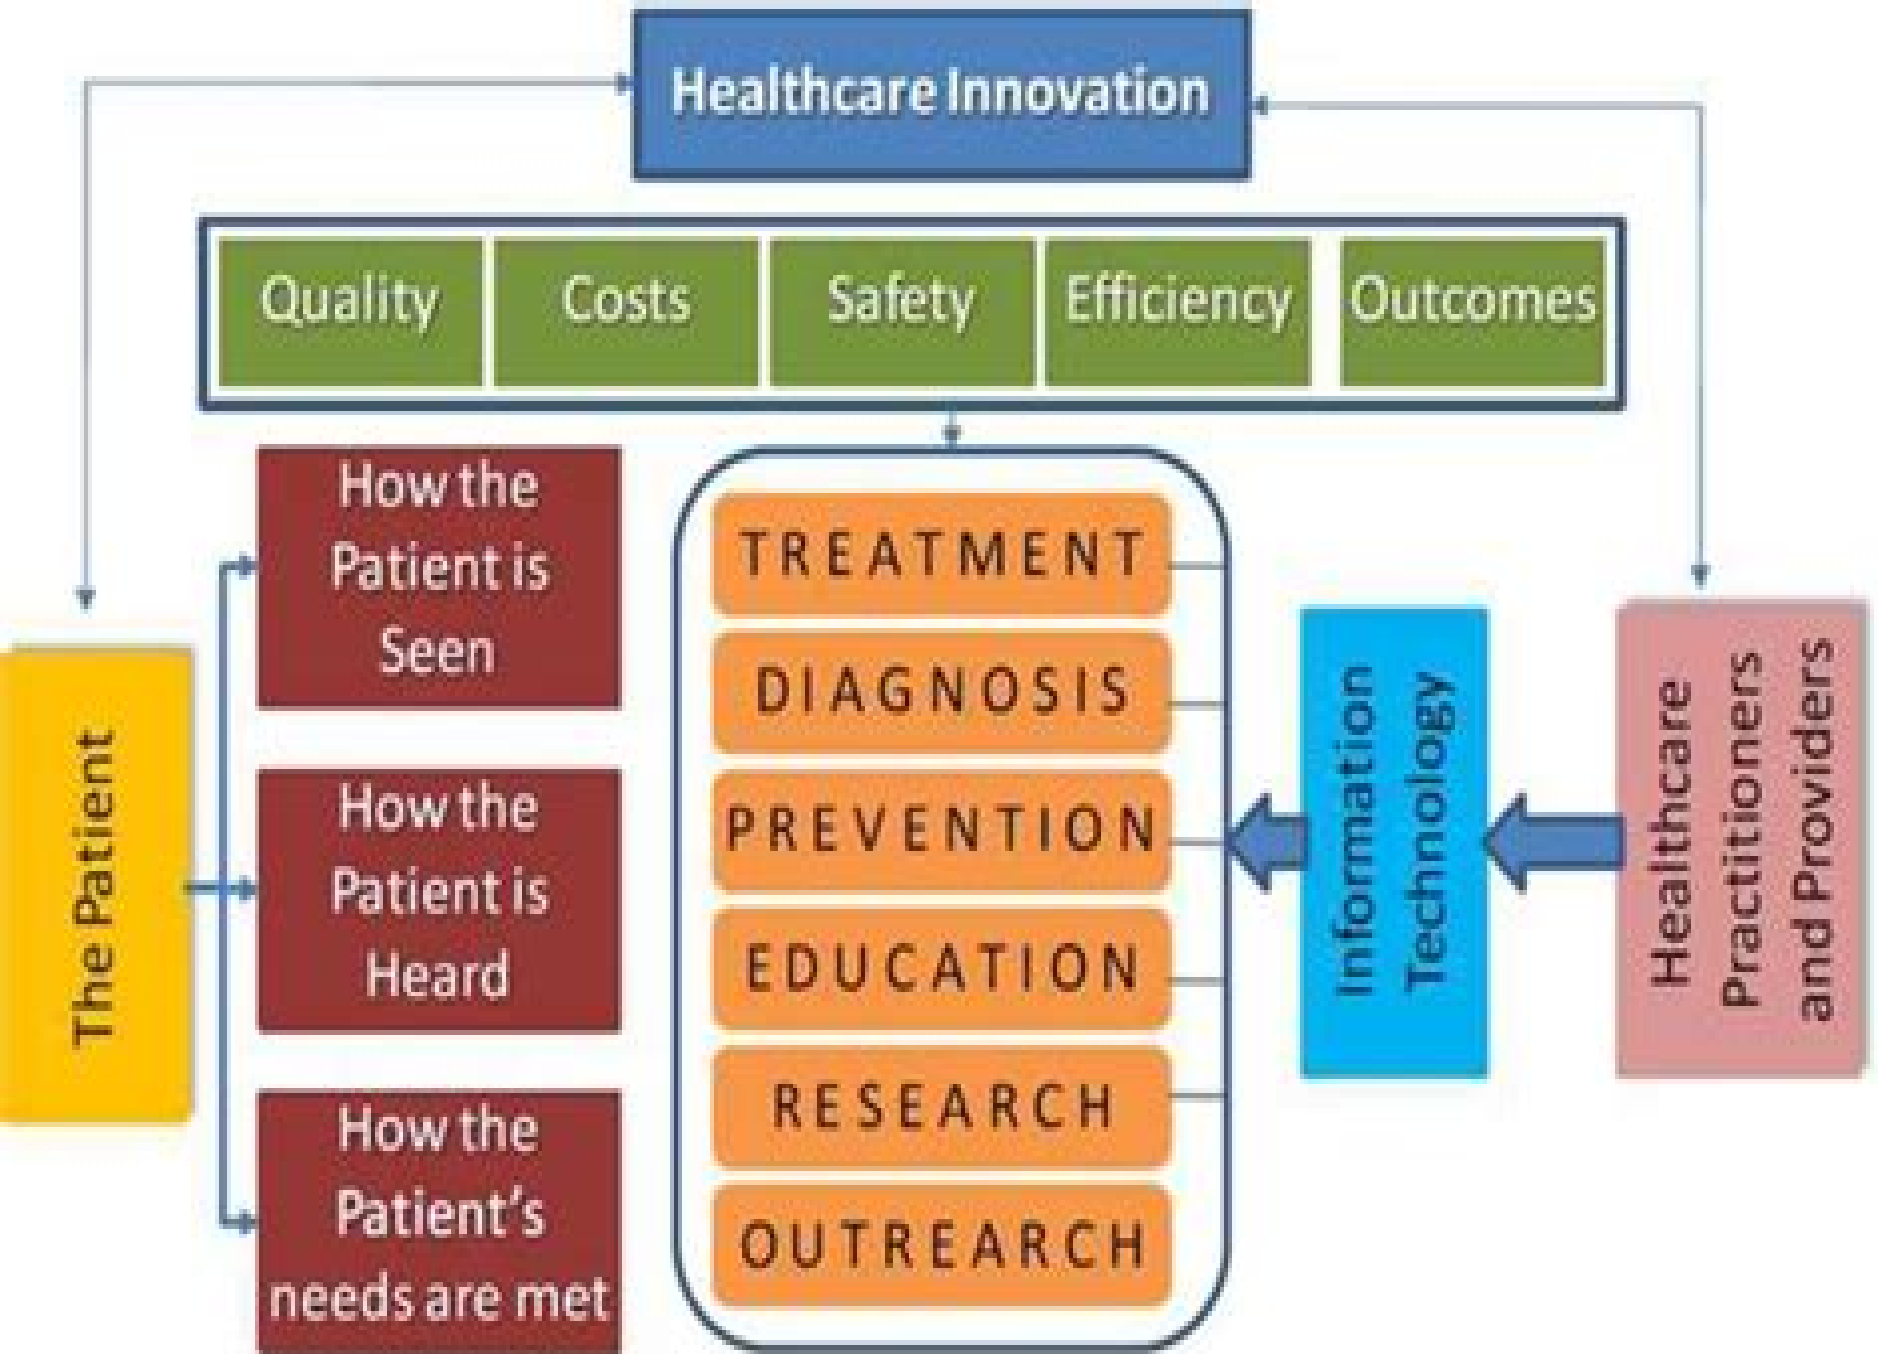 Healthcare Innovation
Quality
Costs
Safety
Efficiency
Outcomes
How the
Patient is
Seen
How the
Patient is
Heard
How the
Patient's
needs are met
The Patient
TREATMENT
DIAGNOSIS
PREVENTION
EDUCATION
RESEARCH
OUTREARCH
Information
Technology
Healthcare
Practitioners
and Providers